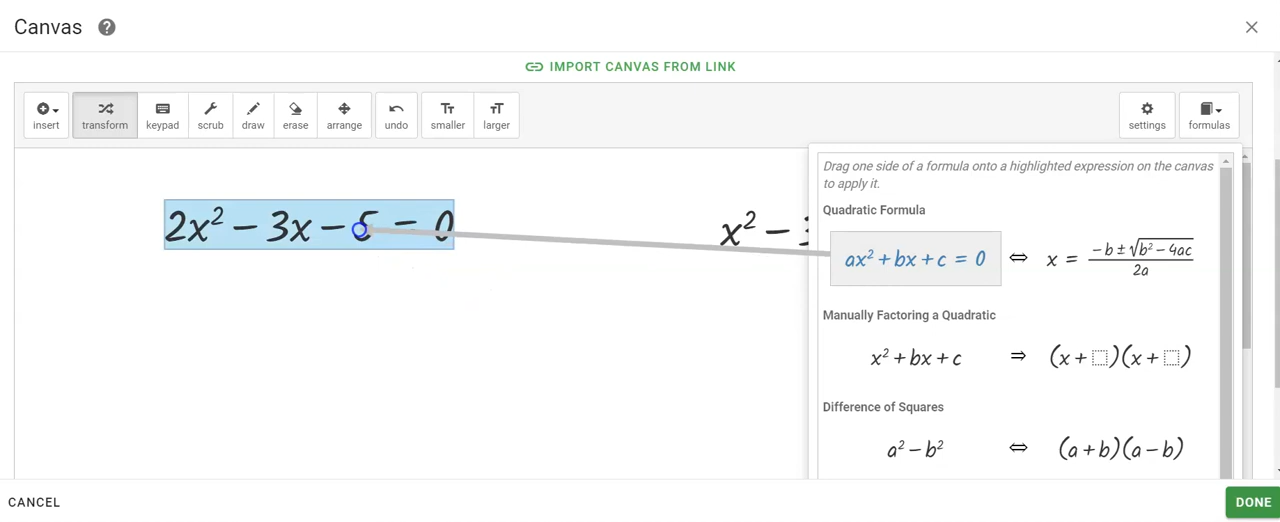 Canvas ?
IMPORT CANVAS FROM LINK
insert transform keypad scrub draw erase arrange undo smaller larger settings formulas
2x² − 3x − 5 = 0
x² − 3
Drag one side of a formula onto a highlighted expression on the canvas
to apply it.
Quadratic Formula
ax² + bx + c = 0 ⇔ x = (−b ± √(b² − 4ac)) / 2a
Manually Factoring a Quadratic
x² + bx + c ⇒ (x + ⬚)(x + ⬚)
Difference of Squares
a² − b² ⇔ (a + b)(a − b)
CANCEL DONE